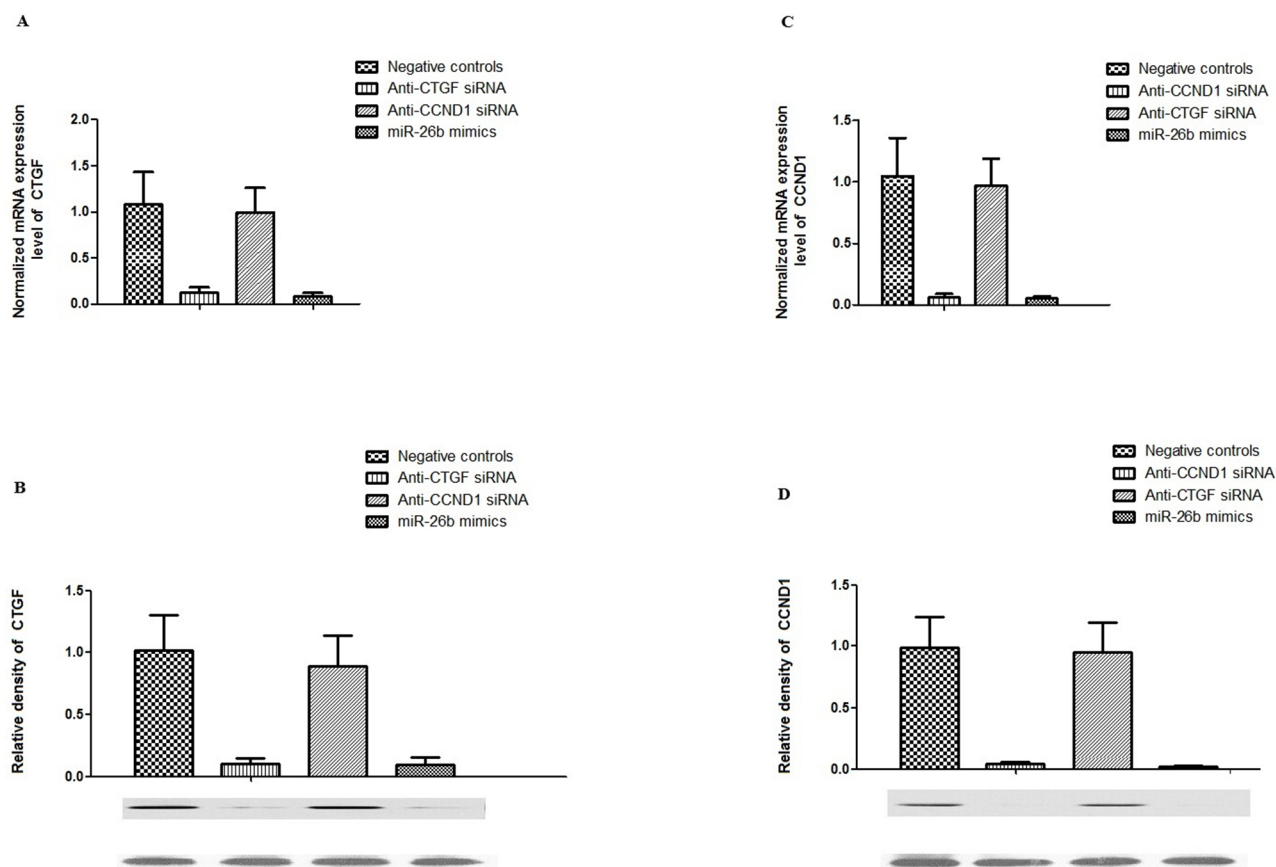 A
Negative controls
Anti-CTGF siRNA
Anti-CCND1 siRNA
miR-26b mimics
Normalized mRNA expression
level of CTGF
2.0
1.5
1.0
0.5
0.0
C
Negative controls
Anti-CCND1 siRNA
Anti-CTGF siRNA
miR-26b mimics
Normalized mRNA expression
level of CCND1
1.5
1.0
0.5
0.0
B
Negative controls
Anti-CTGF siRNA
Anti-CCND1 siRNA
miR-26b mimics
Relative density of CTGF
1.5
1.0
0.5
0.0
D
Negative controls
Anti-CCND1 siRNA
Anti-CTGF siRNA
miR-26b mimics
Relative density of CCND1
1.5
1.0
0.5
0.0